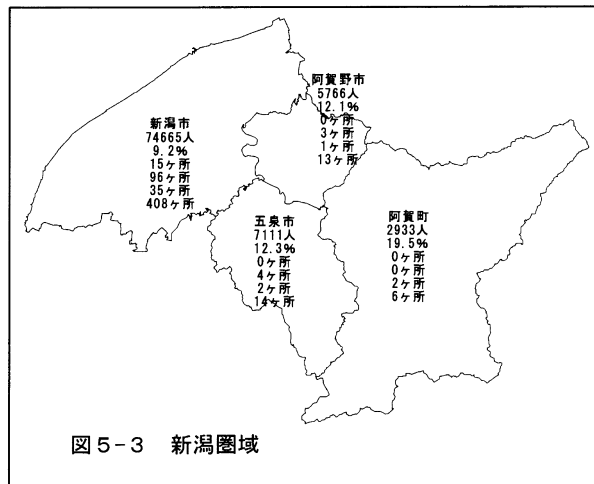 阿賀野市
5766人
12.1%
0ヶ所
3ヶ所
1ヶ所
13ヶ所
新潟市
74665人
9.2%
15ヶ所
96ヶ所
35ヶ所
408ヶ所
五泉市
7111人
12.3%
0ヶ所
4ヶ所
2ヶ所
14ヶ所
阿賀町
2933人
19.5%
0ヶ所
0ヶ所
2ヶ所
6ヶ所
図5-3 新潟圏域